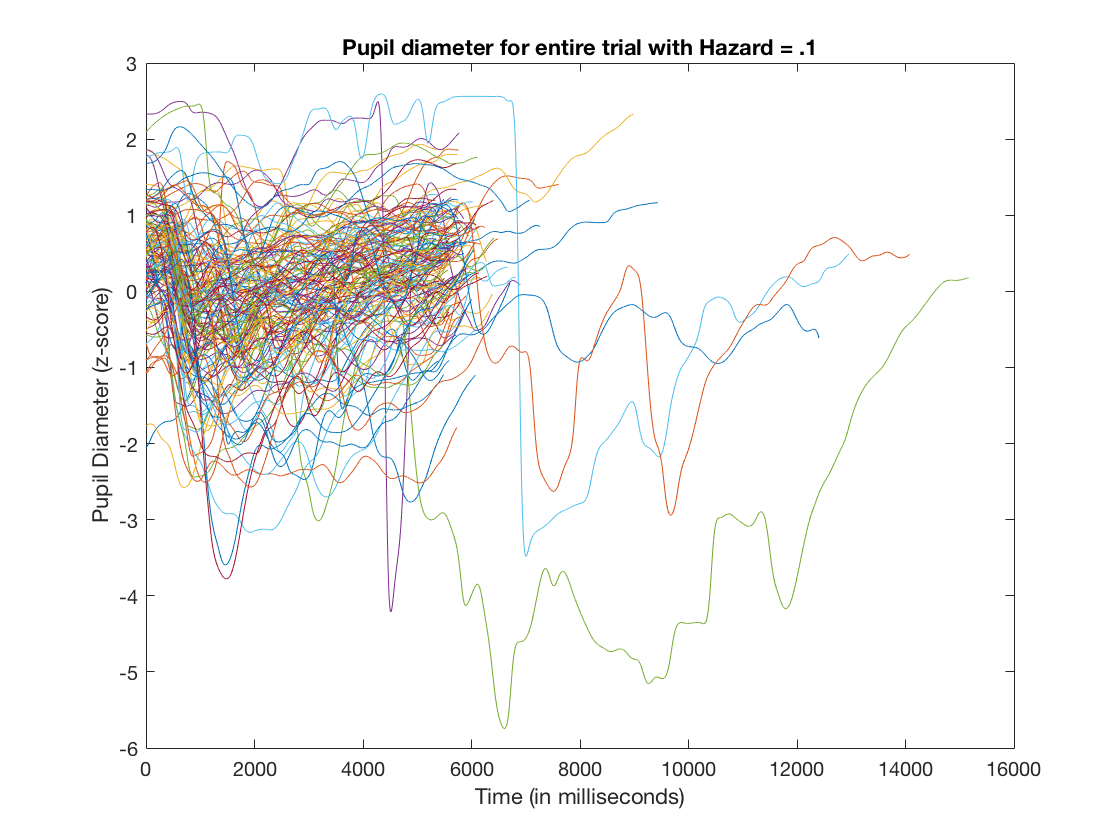 Pupil diameter for entire trial with Hazard = .1
3
2
1
0
-1
-2
-3
-4
-5
-6
Pupil Diameter (z-score)
0 2000 4000 6000 8000 10000 12000 14000 16000
Time (in milliseconds)